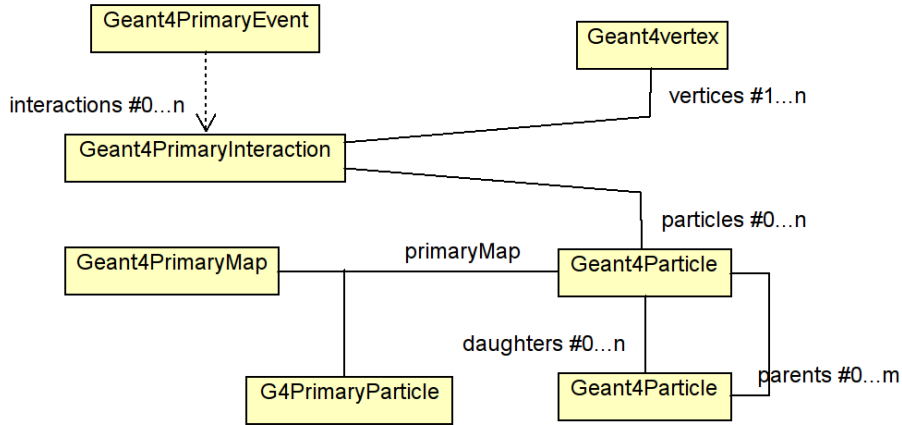 Geant4PrimaryEvent
Geant4vertex
interactions #0...n
vertices #1...n
Geant4PrimaryInteraction
particles #0...n
Geant4PrimaryMap
primaryMap
Geant4Particle
daughters #0...n
G4PrimaryParticle
Geant4Particle
parents #0...m